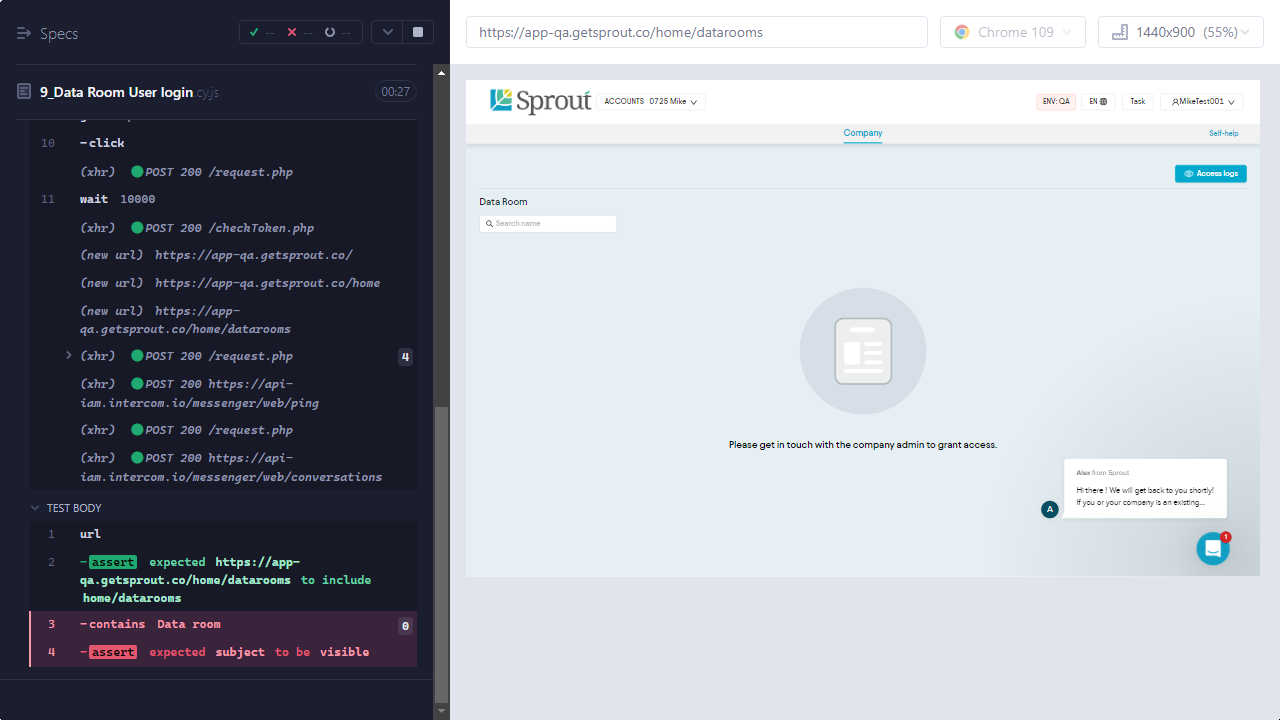 Specs
-- -- --
9_Data Room User login cy.js
00:27
10 -click
(xhr) POST 200 /request.php
11 wait 10000
(xhr) POST 200 /checkToken.php
(new url) https://app-qa.getsprout.co/
(new url) https://app-qa.getsprout.co/home
(new url) https://app-
qa.getsprout.co/home/datarooms
(xhr) POST 200 /request.php 4
(xhr) POST 200 https://api-
iam.intercom.io/messenger/web/ping
(xhr) POST 200 /request.php
(xhr) POST 200 https://api-
iam.intercom.io/messenger/web/conversations
TEST BODY
1 url
2 -assert expected https://app-
qa.getsprout.co/home/datarooms to include
home/datarooms
3 -contains Data room 0
4 -assert expected subject to be visible
https://app-qa.getsprout.co/home/datarooms
Chrome 109
1440x900 (55%)
Sprout
ACCOUNTS 0725 Mike
ENV: QA
EN
Task
MikeTest001
Company
Self-help
Access logs
Data Room
Search name
Please get in touch with the company admin to grant access.
Alex from Sprout
Hi there ! We will get back to you shortly!
If you or your company is an existing...
A
1